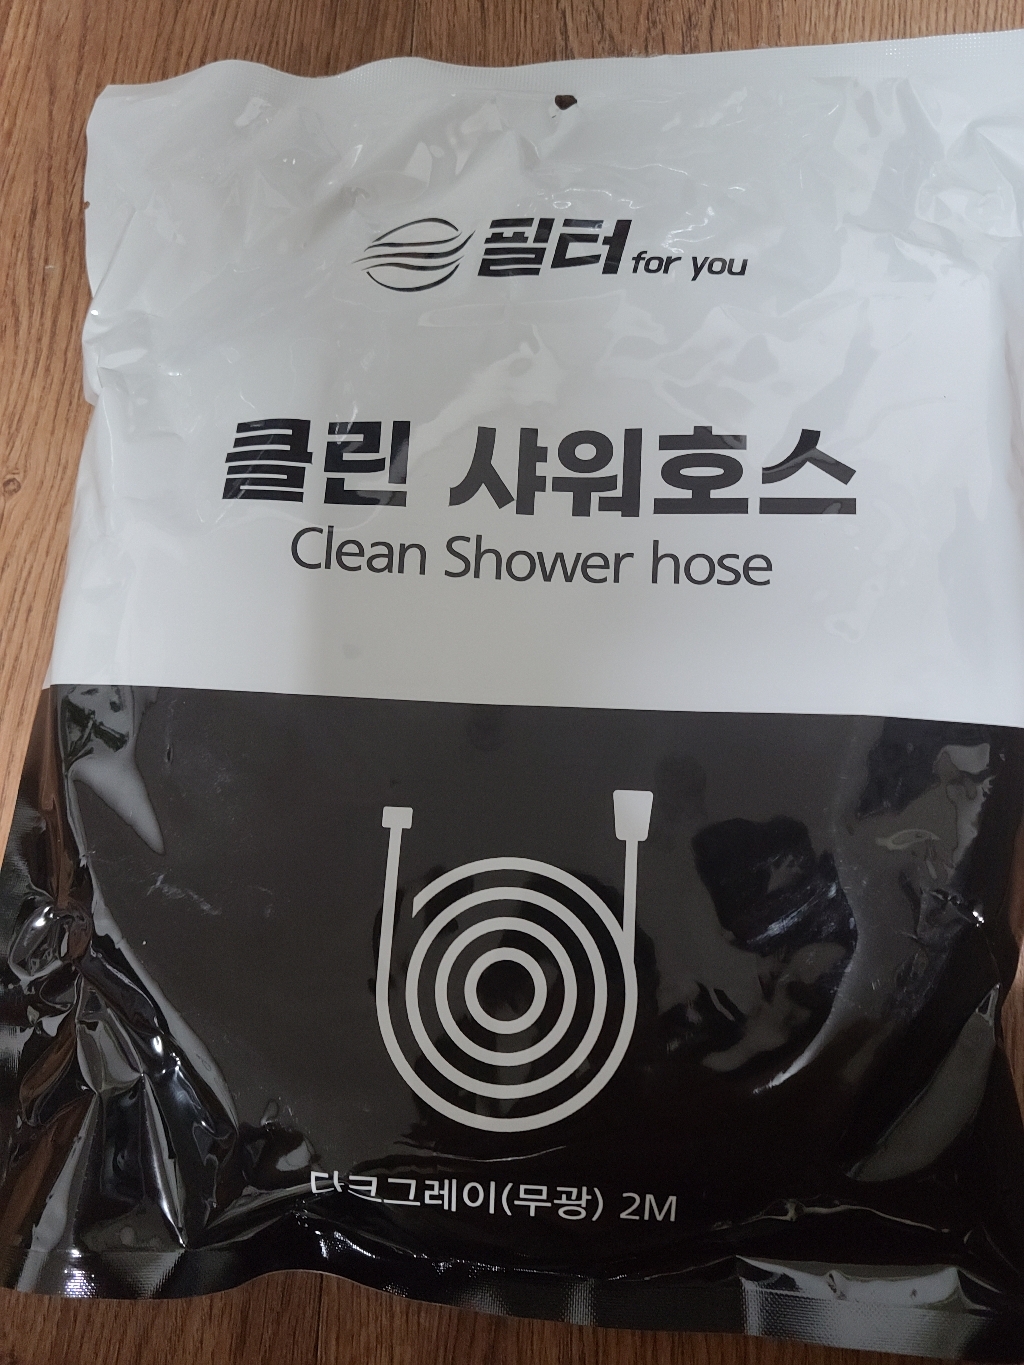 필터 for you
클린 샤워호스
Clean Shower hose
다크그레이(무광) 2M